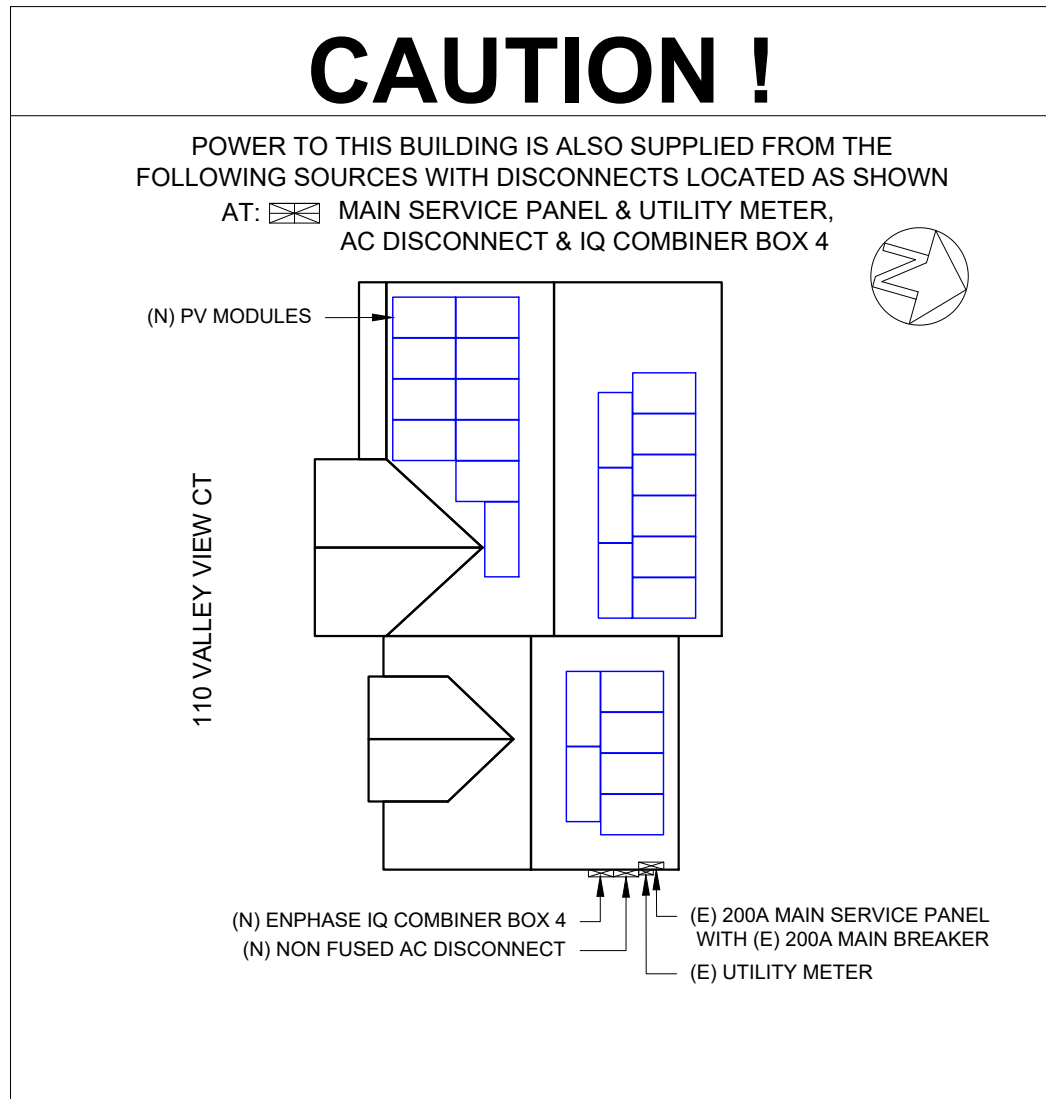 CAUTION !
POWER TO THIS BUILDING IS ALSO SUPPLIED FROM THE
FOLLOWING SOURCES WITH DISCONNECTS LOCATED AS SHOWN
AT: MAIN SERVICE PANEL & UTILITY METER,
AC DISCONNECT & IQ COMBINER BOX 4
N
(N) PV MODULES
110 VALLEY VIEW CT
(N) ENPHASE IQ COMBINER BOX 4
(N) NON FUSED AC DISCONNECT
(E) 200A MAIN SERVICE PANEL
WITH (E) 200A MAIN BREAKER
(E) UTILITY METER